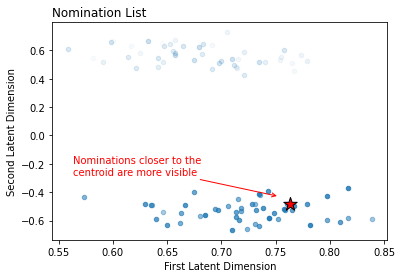 Nomination List
Second Latent Dimension
0.6
0.4
0.2
0.0
−0.2
−0.4
−0.6
Nominations closer to the
centroid are more visible
0.55 0.60 0.65 0.70 0.75 0.80 0.85
First Latent Dimension